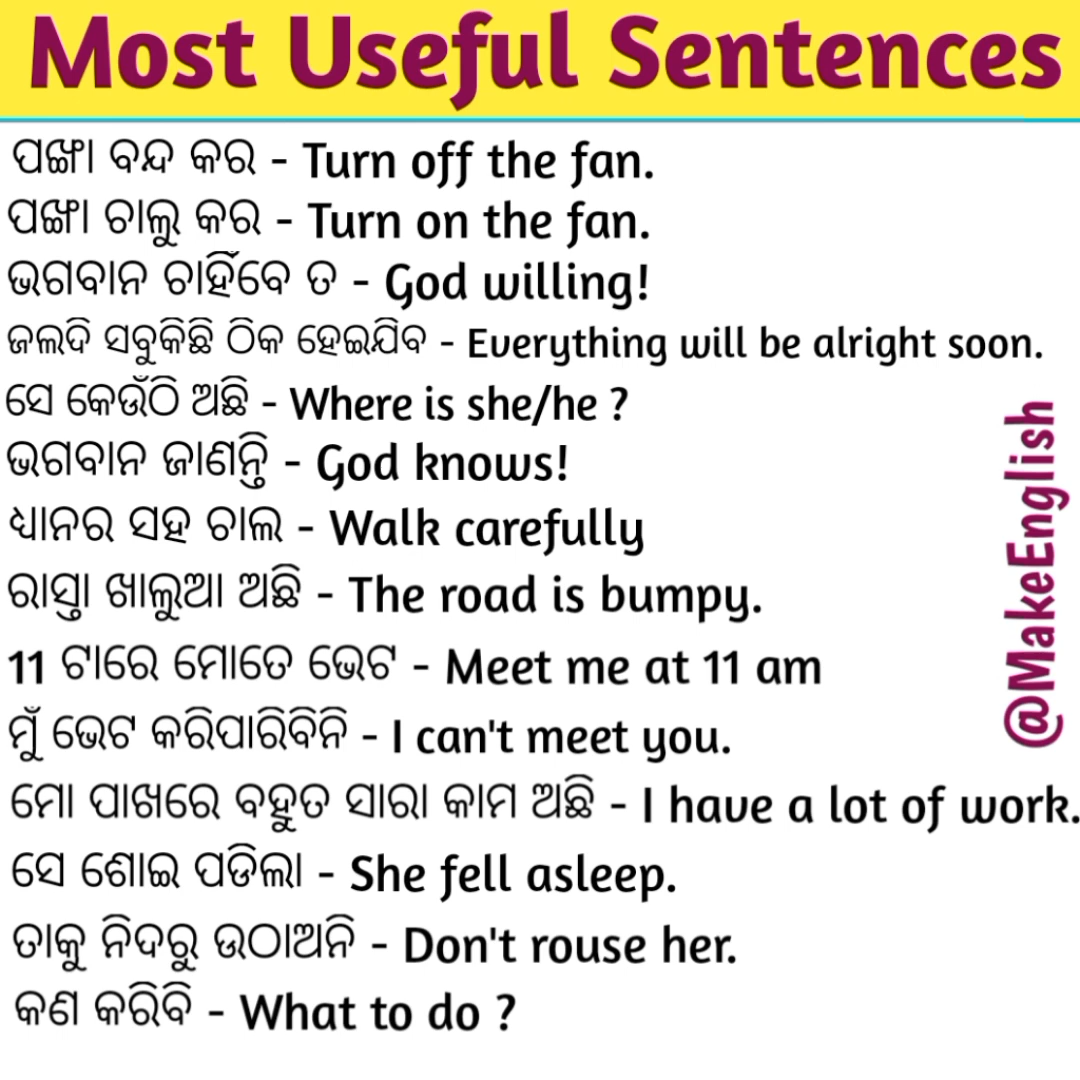 Most Useful Sentences
ପଙ୍ଖା ବନ୍ଦ କର - Turn off the fan.
ପଙ୍ଖା ଚାଲୁ କର - Turn on the fan.
ଭଗବାନ ଚାହିଁବେ ତ - God willing!
ଜଲଦି ସବୁକିଛି ଠିକ ହେଇଯିବ - Everything will be alright soon.
ସେ କେଉଁଠି ଅଛି - Where is she/he ?
ଭଗବାନ ଜାଣନ୍ତି - God knows!
ଧ୍ୟାନର ସହ ଚାଲ - Walk carefully
ରାସ୍ତା ଖାଲୁଆ ଅଛି - The road is bumpy.
11 ଟାରେ ମୋତେ ଭେଟ - Meet me at 11 am
ମୁଁ ଭେଟ କରିପାରିବିନି - I can't meet you.
ମୋ ପାଖରେ ବହୁତ ସାରା କାମ ଅଛି - I have a lot of work.
ସେ ଶୋଇ ପଡିଲା - She fell asleep.
ତାକୁ ନିଦରୁ ଉଠାଅନି - Don't rouse her.
କଣ କରିବି - What to do ?
@MakeEnglish